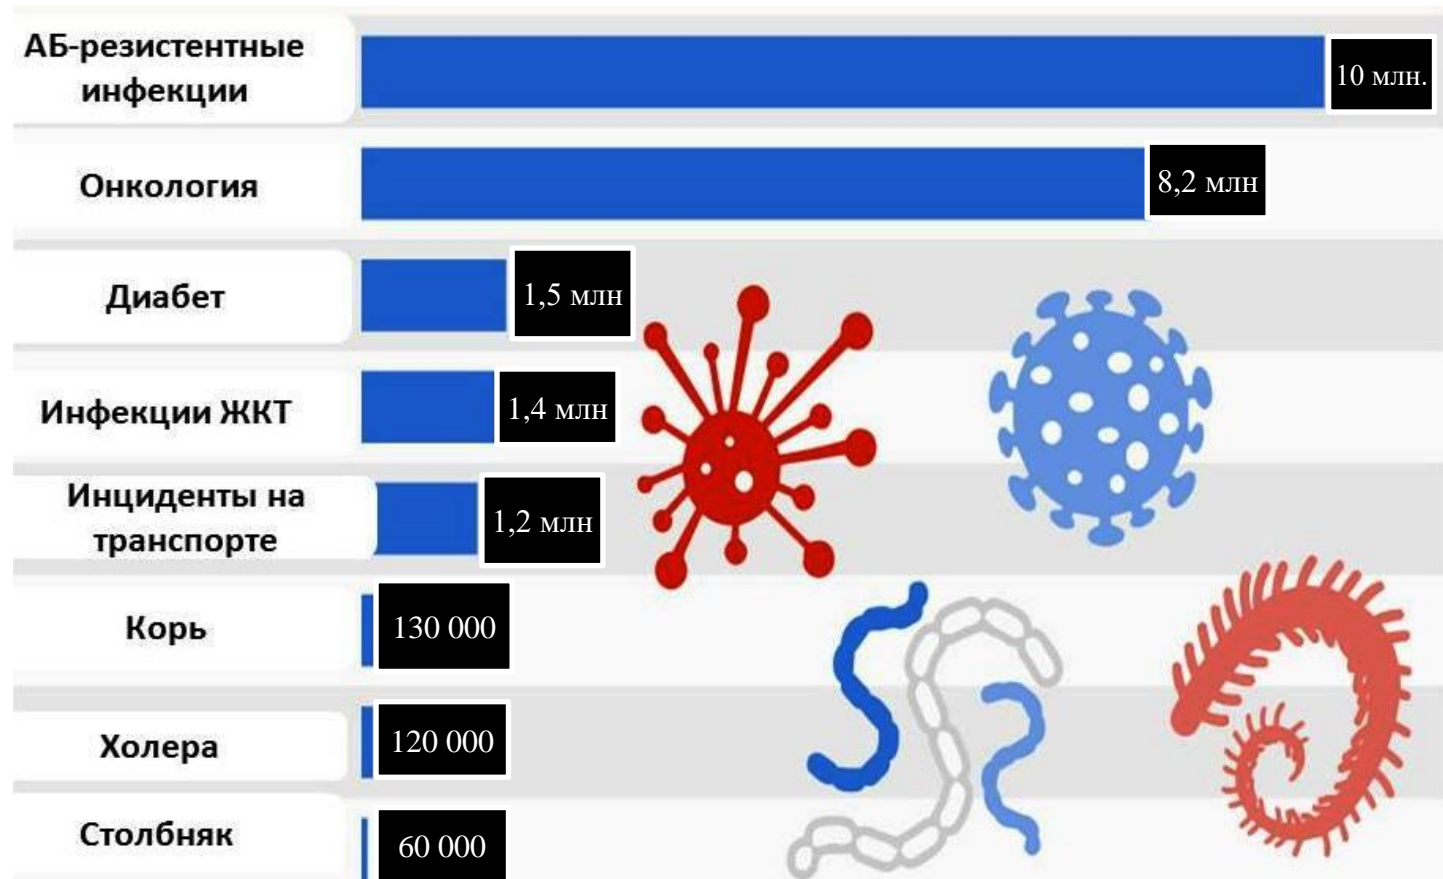 АБ-резистентные
инфекции
10 млн.
Онкология
8,2 млн
Диабет
1,5 млн
Инфекции ЖКТ
1,4 млн
Инциденты на
транспорте
1,2 млн
Корь
130 000
Холера
120 000
Столбняк
60 000